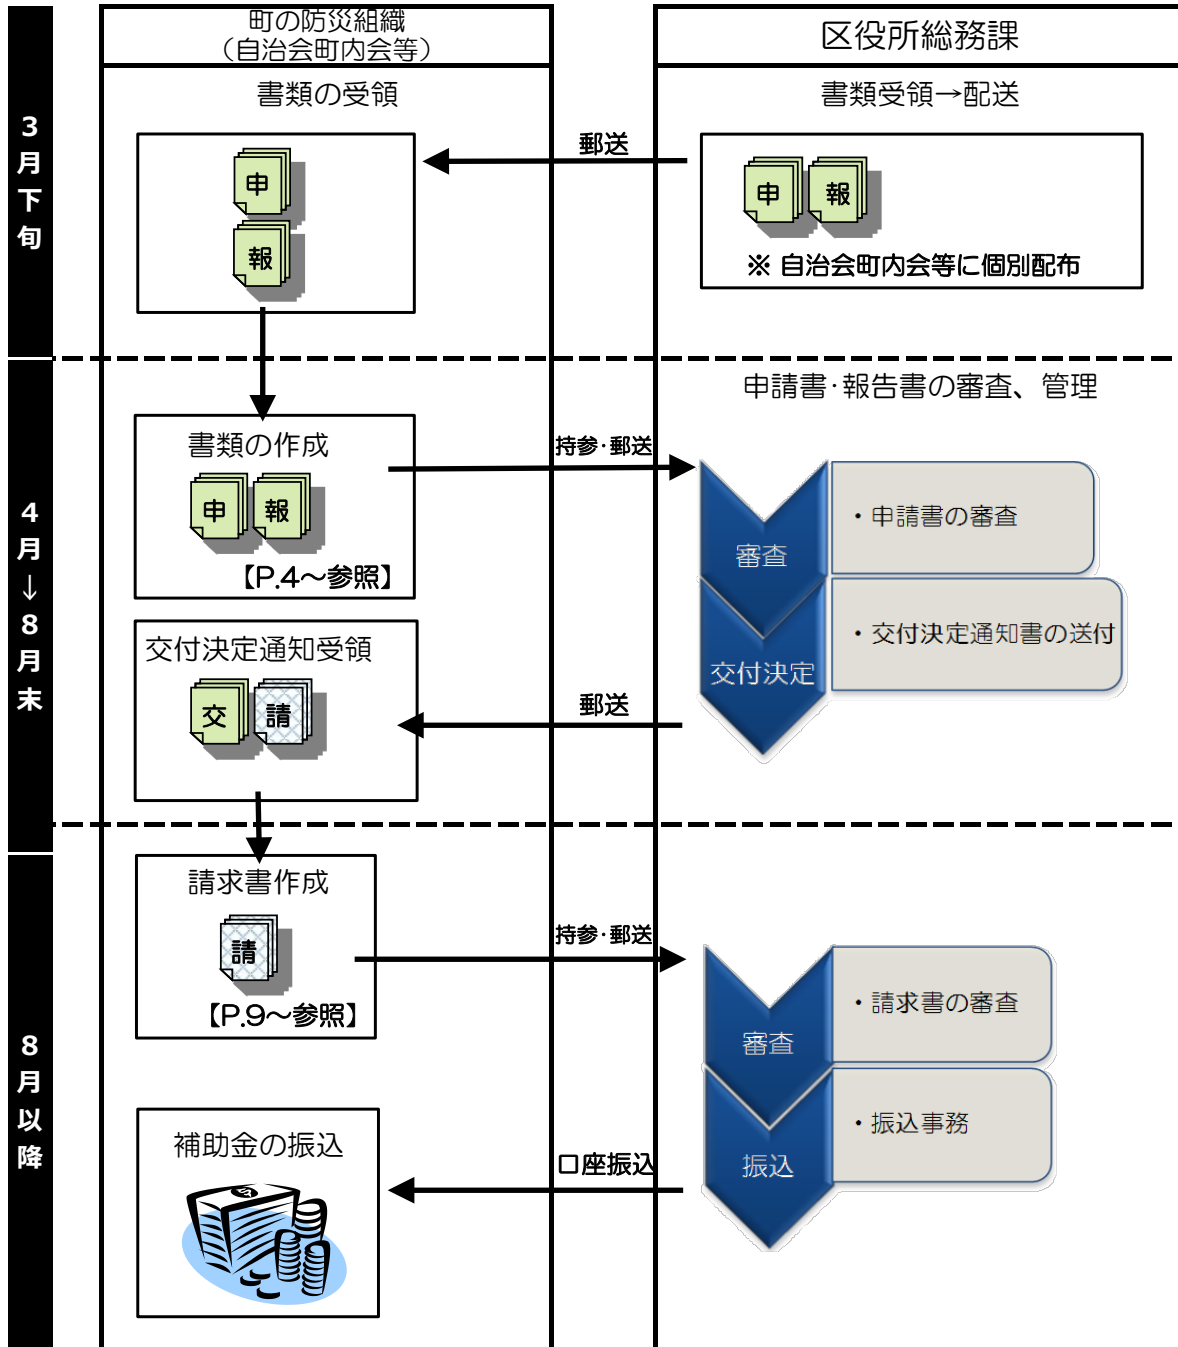 町の防災組織
（自治会町内会等）
区役所総務課
3月下旬
書類の受領
書類受領→配送
郵送
申
報
申
報
※ 自治会町内会等に個別配布
4月→8月末
申請書･報告書の審査、管理
書類の作成
申
報
【P.4～参照】
持参･郵送
審査
・申請書の審査
交付決定
・交付決定通知書の送付
交付決定通知受領
交
請
郵送
8月以降
請求書作成
請
【P.9～参照】
持参･郵送
審査
・請求書の審査
振込
・振込事務
補助金の振込
口座振込